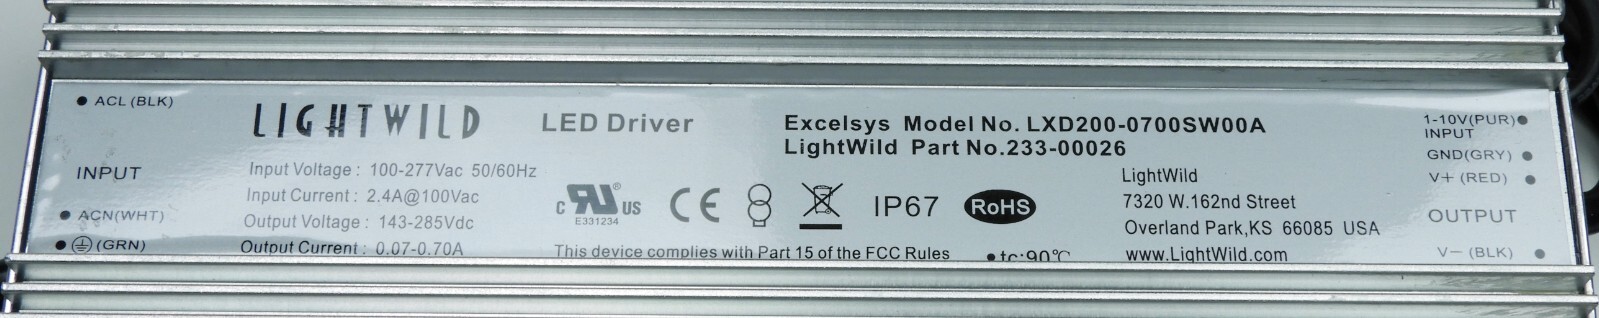 ACL (BLK)
INPUT
ACN(WHT)
(GRN)
LIGHTWILD
LED Driver
Input Voltage : 100-277Vac 50/60Hz
Input Current : 2.4A@100Vac
Output Voltage : 143-285Vdc
Output Current : 0.07-0.70A
Excelsys Model No. LXD200-0700SW00A
LightWild Part No.233-00026
c RU ® US
E331234
CE
IP67
RoHS
This device complies with Part 15 of the FCC Rules
tc:90℃
LightWild
7320 W.162nd Street
Overland Park,KS 66085 USA
www.LightWild.com
1-10V(PUR)
INPUT
GND(GRY)
V+ (RED)
OUTPUT
V− (BLK)